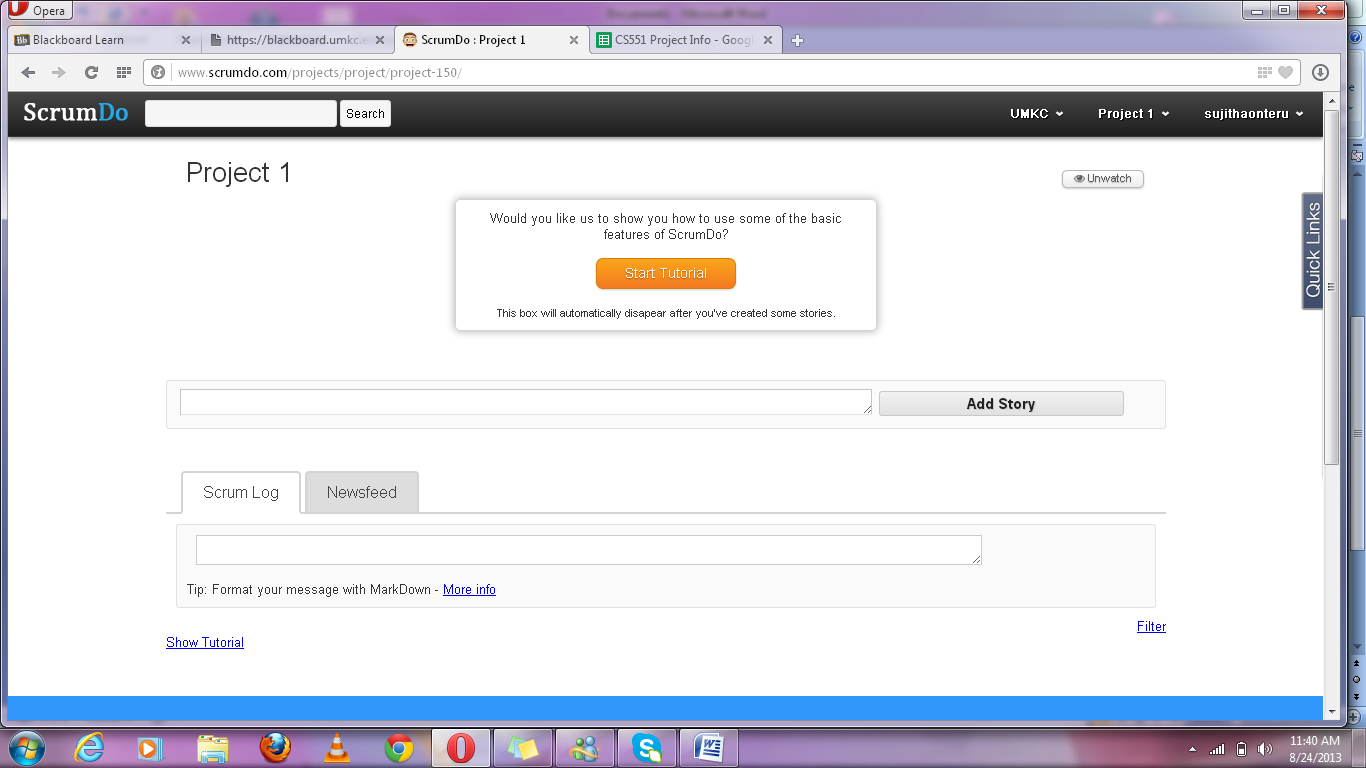 Opera
Blackboard Learn
https://blackboard.umkc.e
ScrumDo : Project 1
CS551 Project Info - Goog
www.scrumdo.com/projects/project/project-150/
ScrumDo
Search
UMKC
Project 1
sujithaonteru
Project 1
Unwatch
Would you like us to show you how to use some of the basic
features of ScrumDo?
Start Tutorial
This box will automatically disapear after you've created some stories.
Quick Links
Add Story
Scrum Log
Newsfeed
Tip: Format your message with MarkDown - More info
Filter
Show Tutorial
11:40 AM
8/24/2013